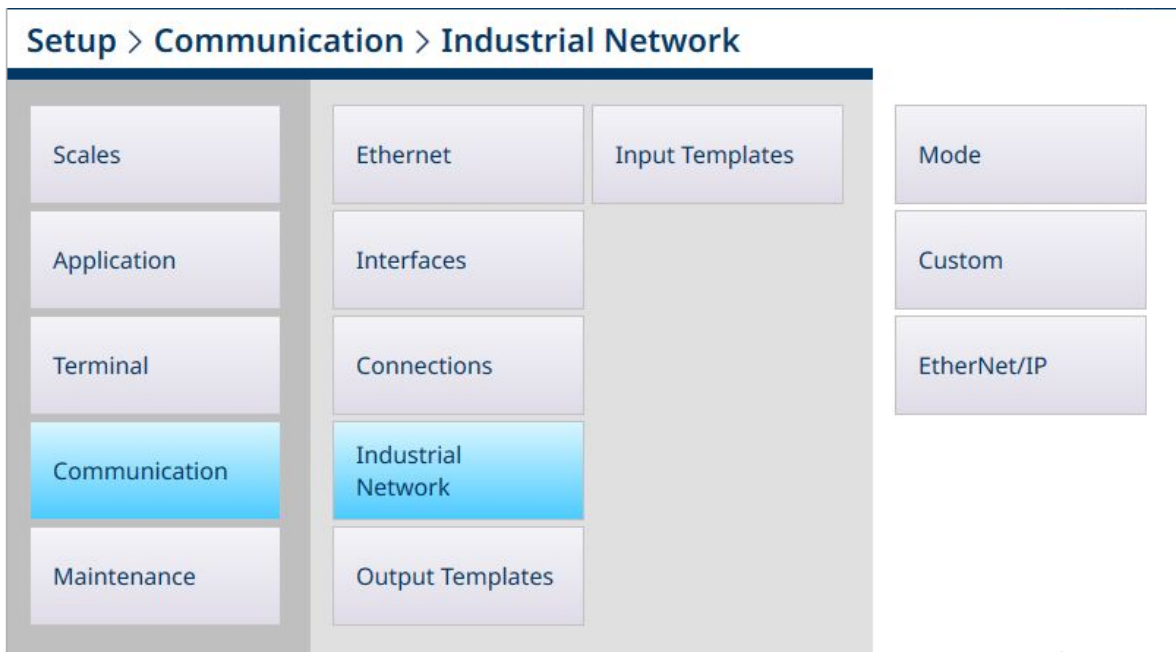 Setup > Communication > Industrial Network
Scales
Application
Terminal
Communication
Maintenance
Ethernet
Interfaces
Connections
Industrial
Network
Output Templates
Input Templates
Mode
Custom
EtherNet/IP